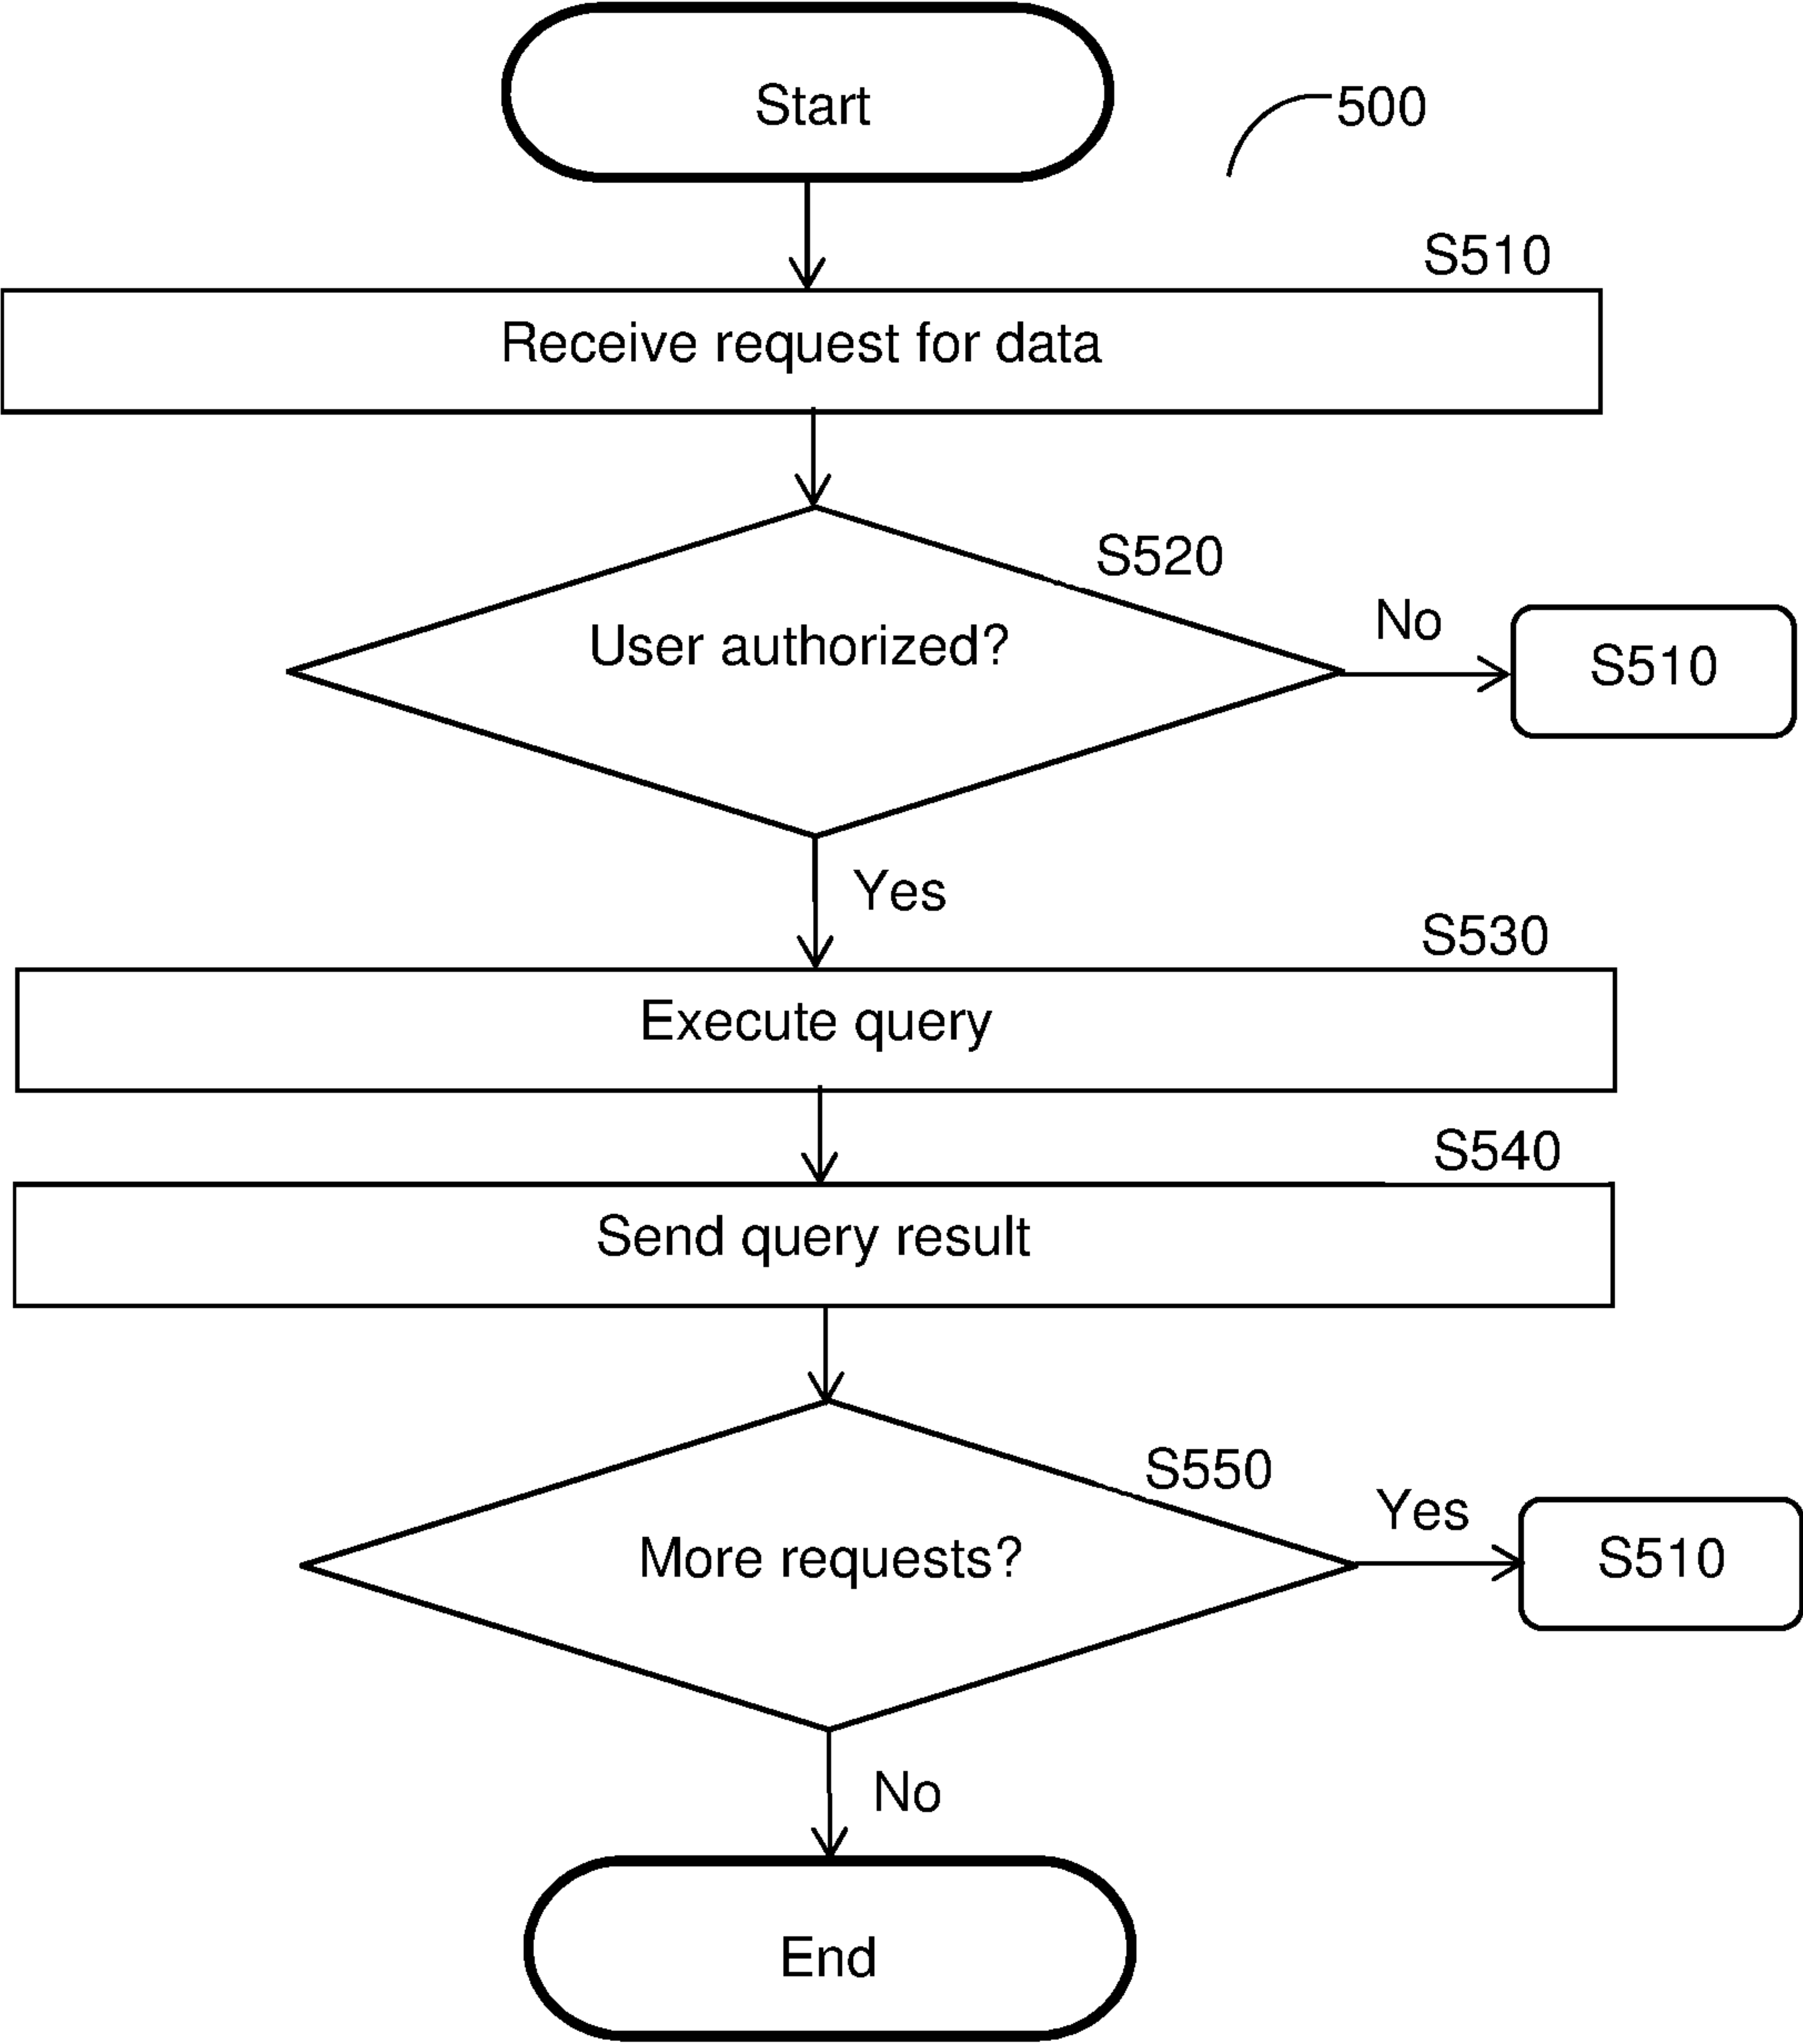 Start
500
S510
Receive request for data
S520
No
User authorized?
S510
Yes
S530
Execute query
S540
Send query result
S550
Yes
More requests?
S510
No
End